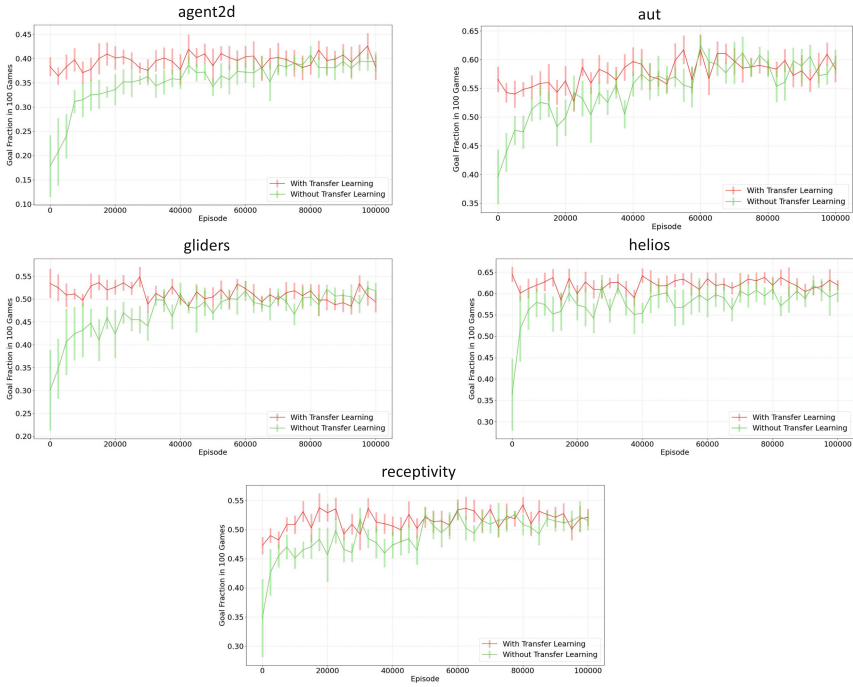 agent2d
0.45
0.40
0.35
0.30
0.25
0.20
0.15
0.10
Goal Fraction in 100 Games
0 20000 40000 60000 80000 100000
Episode
With Transfer Learning
Without Transfer Learning
aut
0.65
0.60
0.55
0.50
0.45
0.40
0.35
Goal Fraction in 100 Games
0 20000 40000 60000 80000 100000
Episode
With Transfer Learning
Without Transfer Learning
gliders
0.55
0.50
0.45
0.40
0.35
0.30
0.25
0.20
Goal Fraction in 100 Games
0 20000 40000 60000 80000 100000
Episode
With Transfer Learning
Without Transfer Learning
helios
0.65
0.60
0.55
0.50
0.45
0.40
0.35
0.30
Goal Fraction in 100 Games
0 20000 40000 60000 80000 100000
Episode
With Transfer Learning
Without Transfer Learning
receptivity
0.55
0.50
0.45
0.40
0.35
0.30
Goal Fraction in 100 Games
0 20000 40000 60000 80000 100000
Episode
With Transfer Learning
Without Transfer Learning